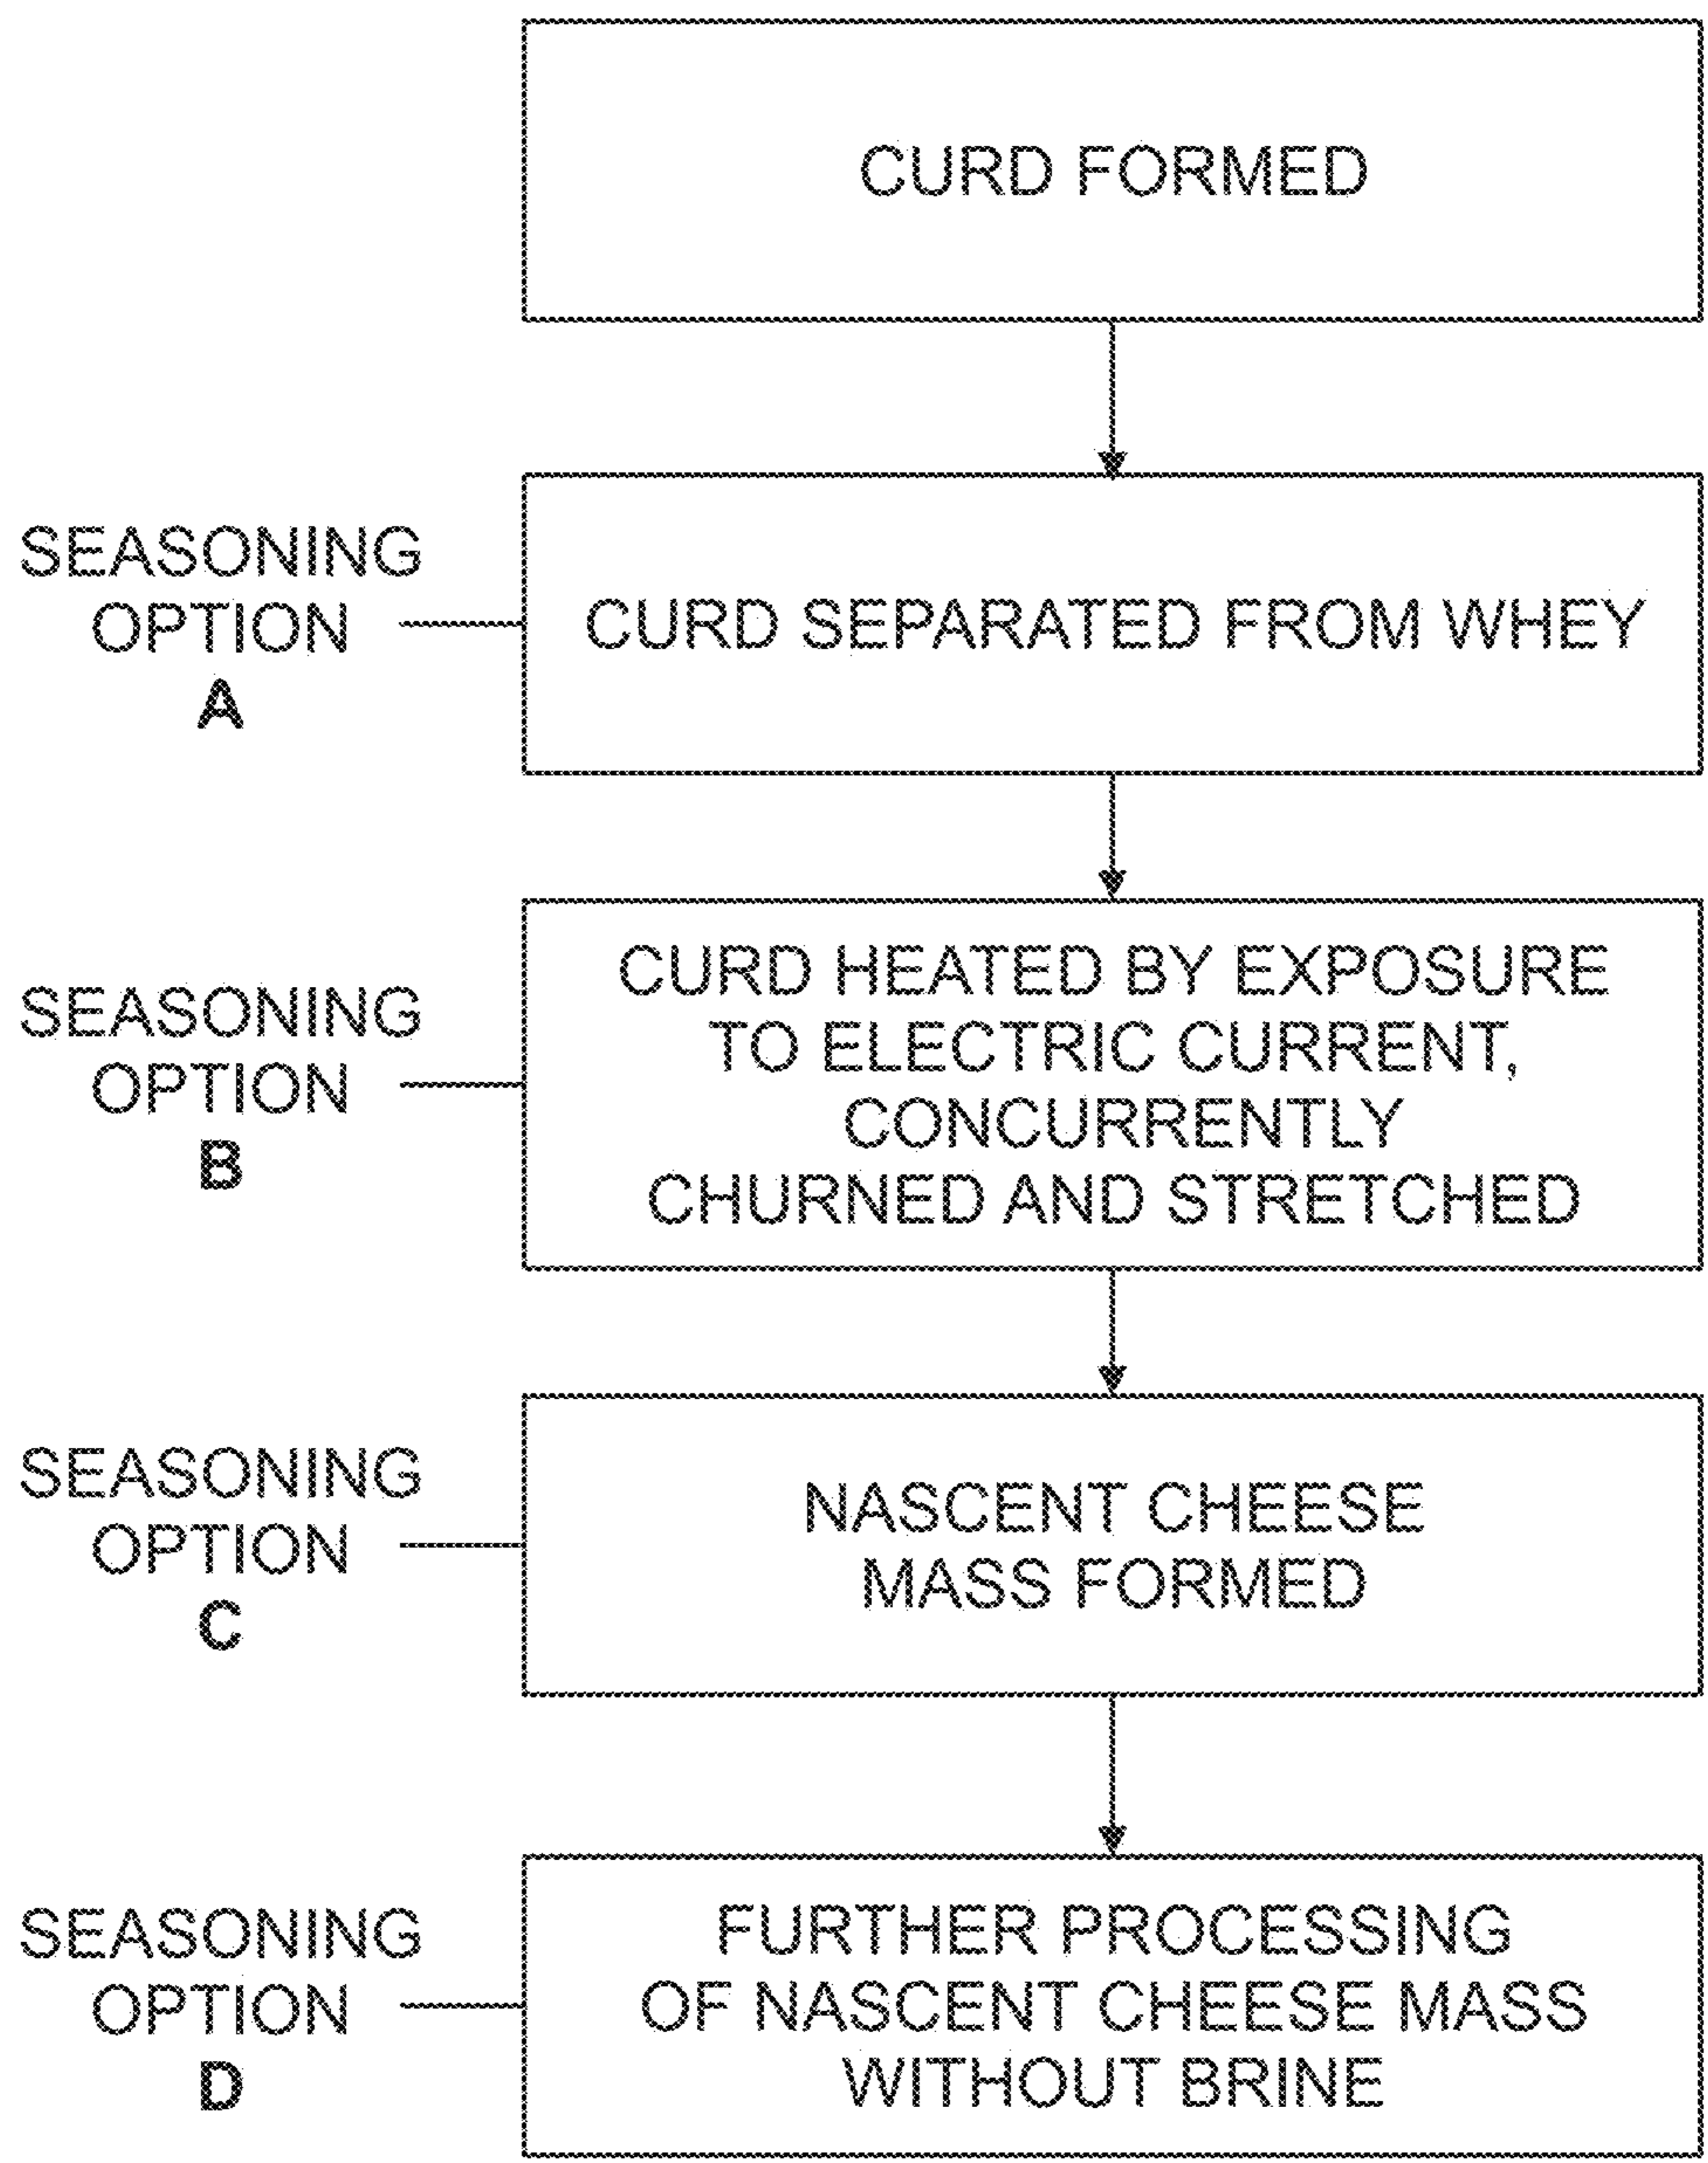 CURD FORMED
SEASONING
OPTION
A
CURD SEPARATED FROM WHEY
SEASONING
OPTION
B
CURD HEATED BY EXPOSURE
TO ELECTRIC CURRENT,
CONCURRENTLY
CHURNED AND STRETCHED
SEASONING
OPTION
C
NASCENT CHEESE
MASS FORMED
SEASONING
OPTION
D
FURTHER PROCESSING
OF NASCENT CHEESE MASS
WITHOUT BRINE